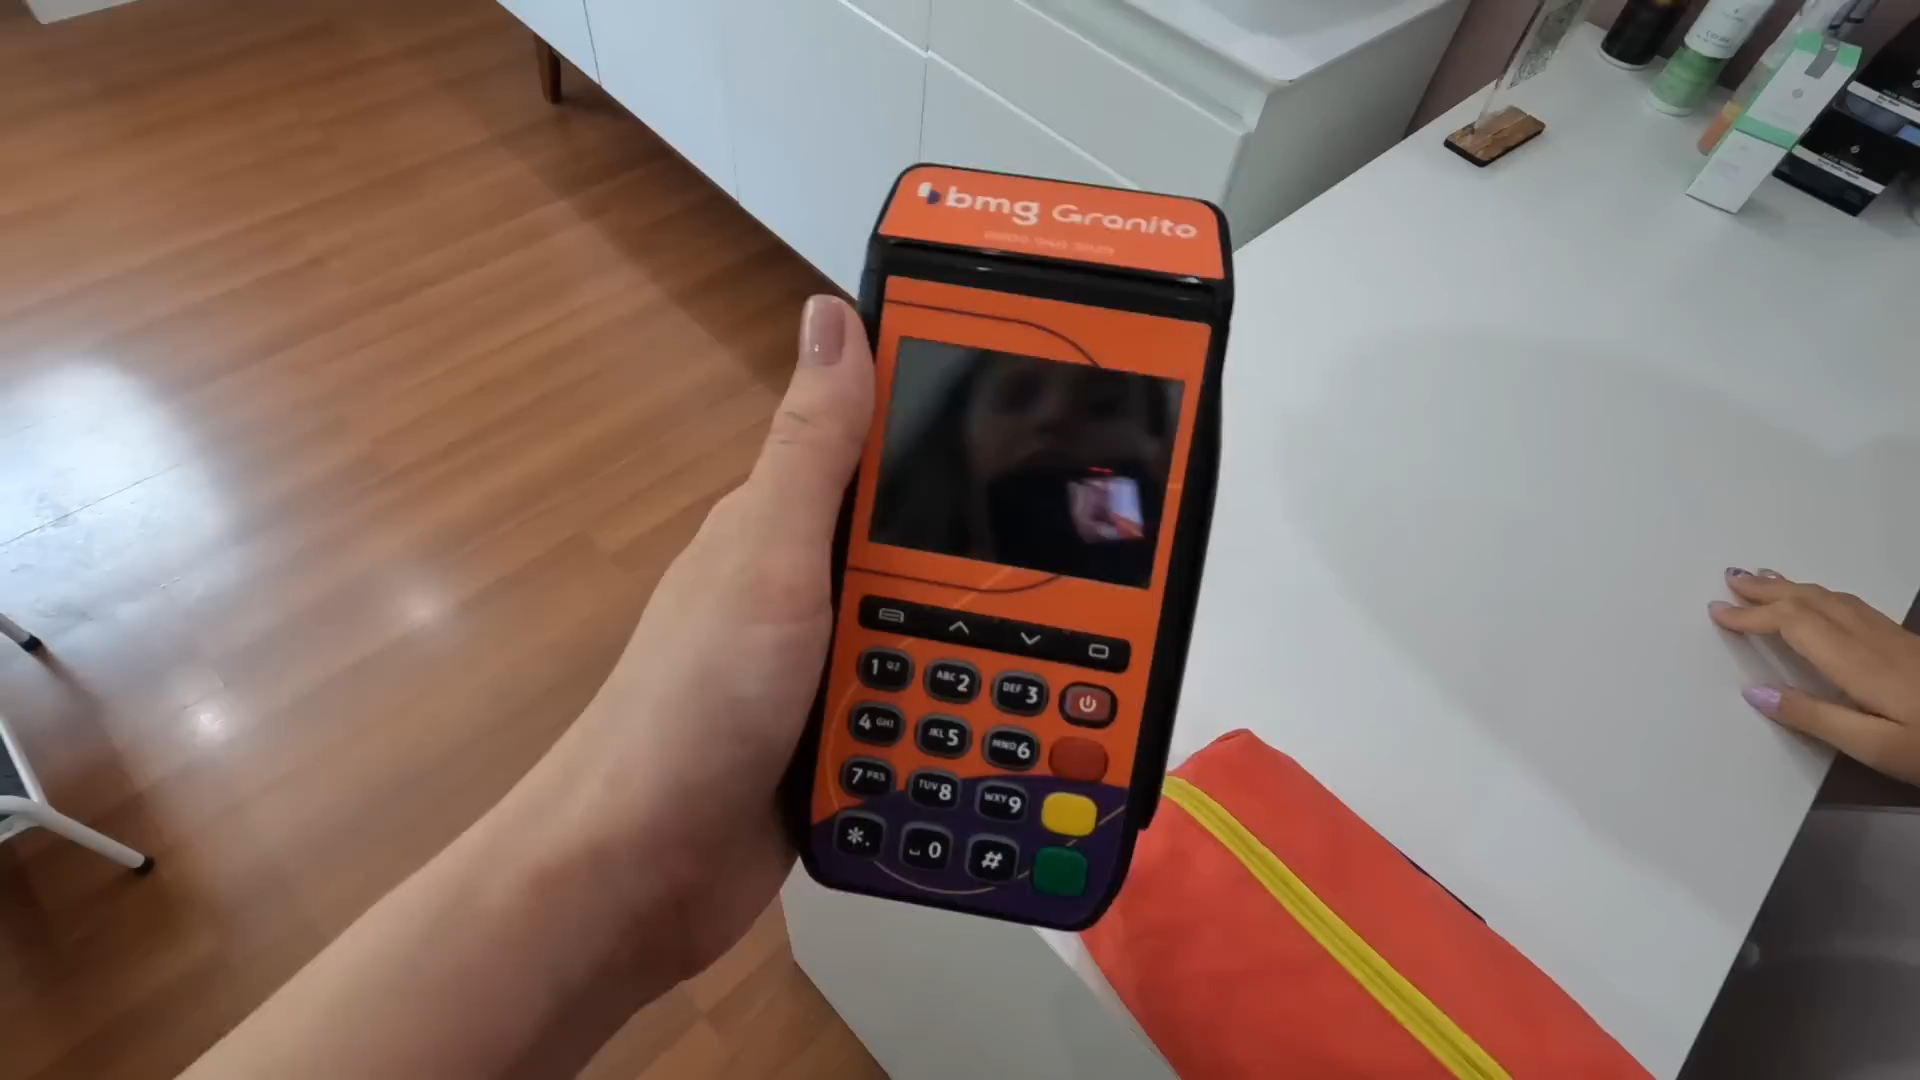 bmg Granito
1 QZ
ABC 2
DEF 3
4 GHI
JKL 5
MNO 6
7 PRS
TUV 8
WXY 9
*.
0
#